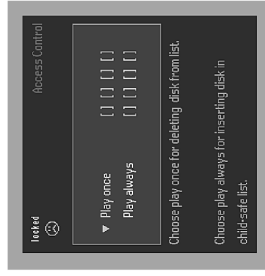 locked
Access Control
▼ Play once [ ] [ ] [ ] [ ]
Play always [ ] [ ] [ ] [ ]
Choose play once for deleting disk from list.
Choose play always for inserting disk in
child-safe list.